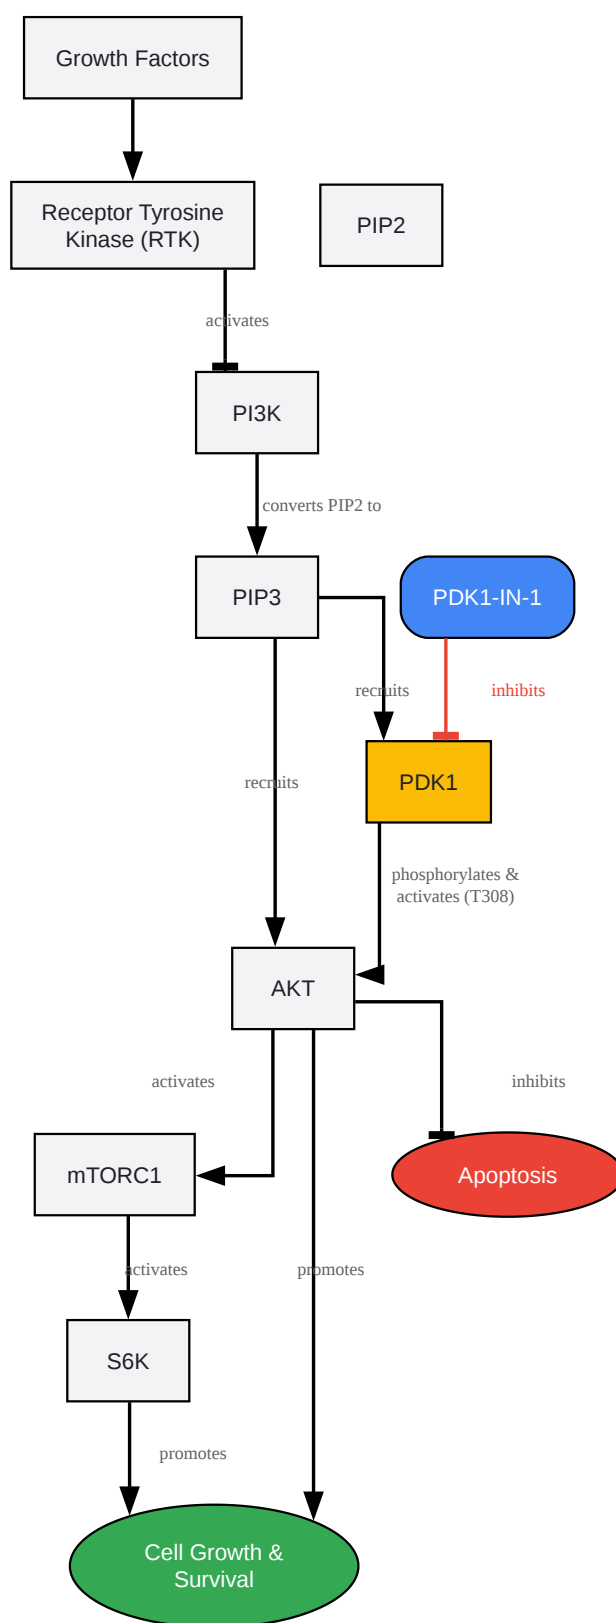 Growth Factors
Receptor Tyrosine
Kinase (RTK)
PIP2
activates
PI3K
converts PIP2 to
PIP3
PDK1-IN-1
recruits
inhibits
PDK1
recruits
phosphorylates &
activates (T308)
AKT
activates
inhibits
mTORC1
Apoptosis
activates
promotes
S6K
promotes
Cell Growth &
Survival